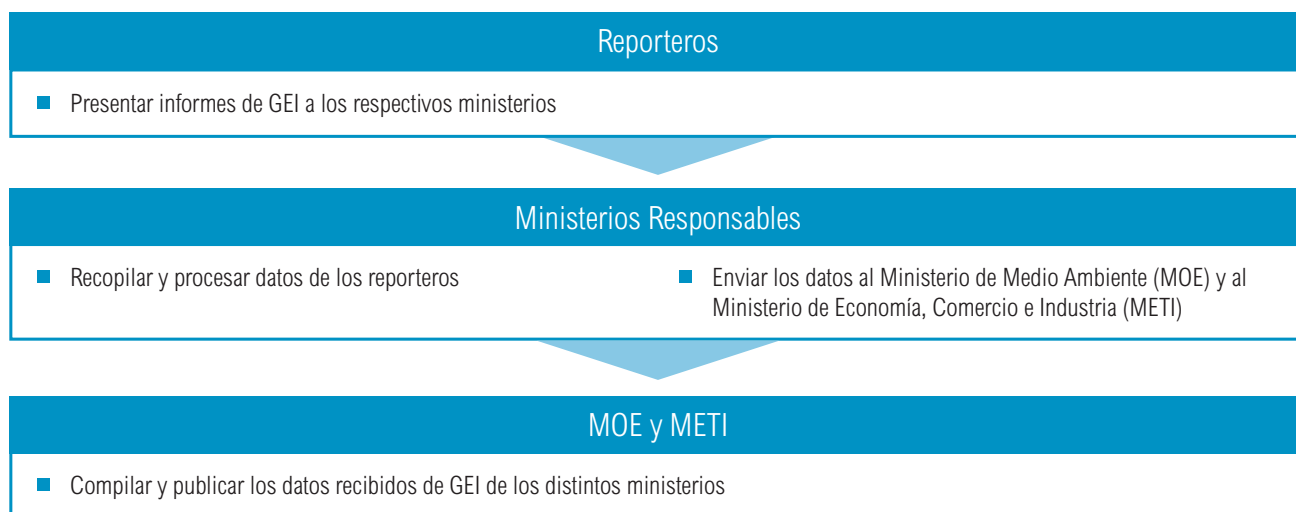 Reporteros
Presentar informes de GEI a los respectivos ministerios
Ministerios Responsables
Recopilar y procesar datos de los reporteros
Enviar los datos al Ministerio de Medio Ambiente (MOE) y al
Ministerio de Economía, Comercio e Industria (METI)
MOE y METI
Compilar y publicar los datos recibidos de GEI de los distintos ministerios